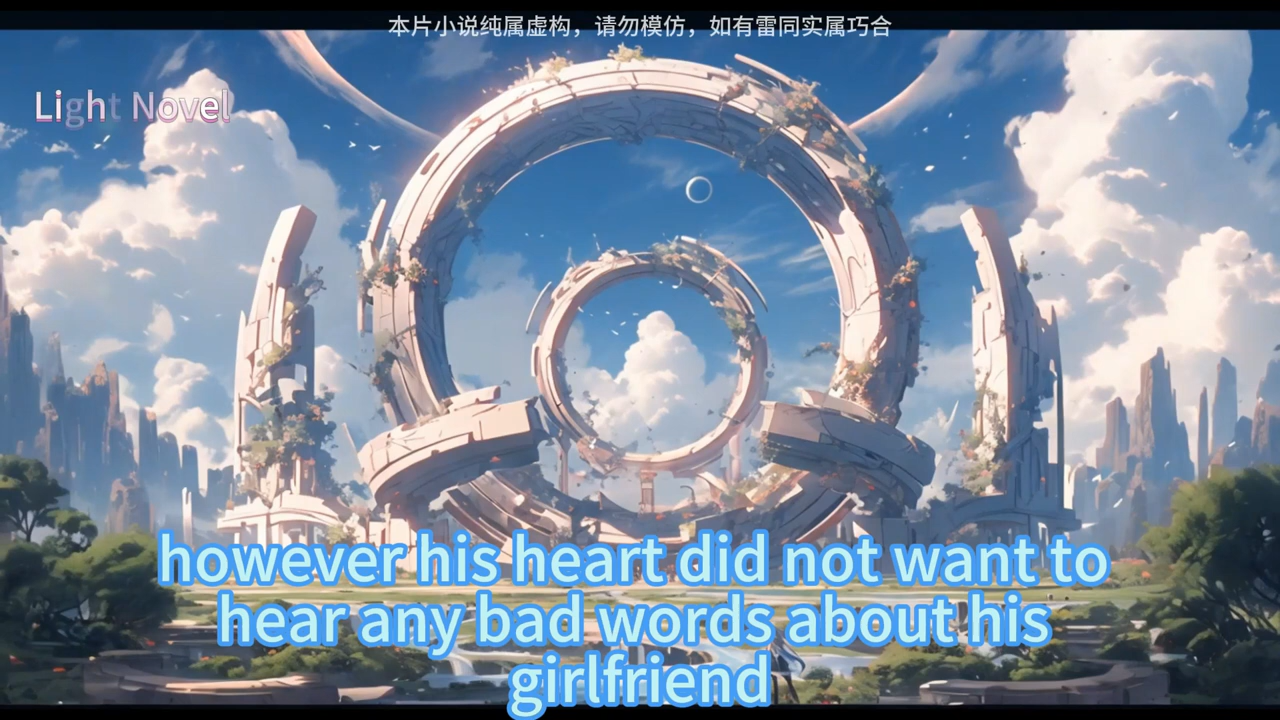 本片小说纯属虚构，请勿模仿，如有雷同实属巧合
Light Novel
however his heart did not want to
hear any bad words about his
girlfriend